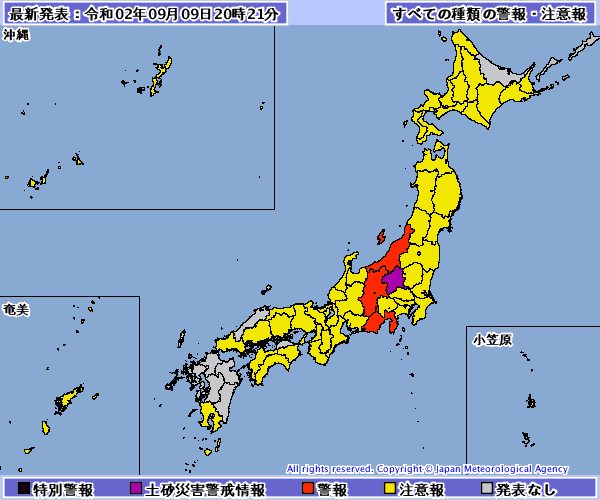 最新発表：令和02年09月09日20時21分
すべての種類の警報・注意報
沖縄
奄美
小笠原
All rights reserved. Copyright © Japan Meteorological Agency
特別警報 土砂災害警戒情報 警報 注意報 発表なし